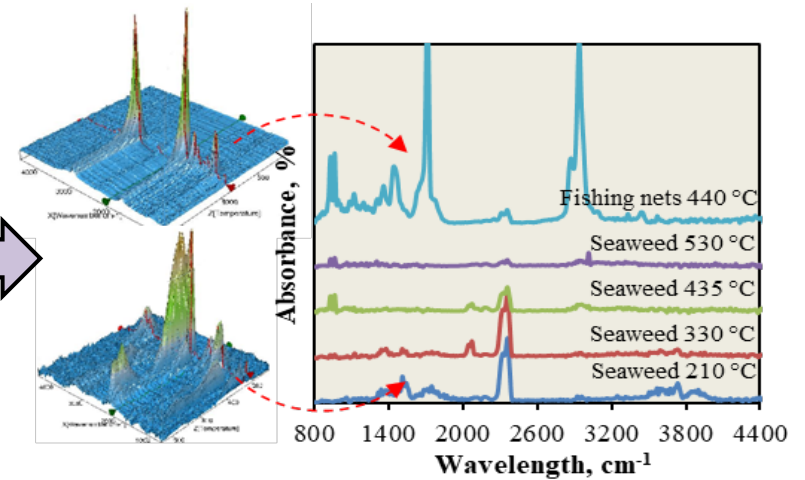 4000
Absorbance, %
Fishing nets 440 °C
Seaweed 530 °C
Seaweed 435 °C
Seaweed 330 °C
Seaweed 210 °C
800 1400 2000 2600 3200 3800 4400
Wavelength, cm-1